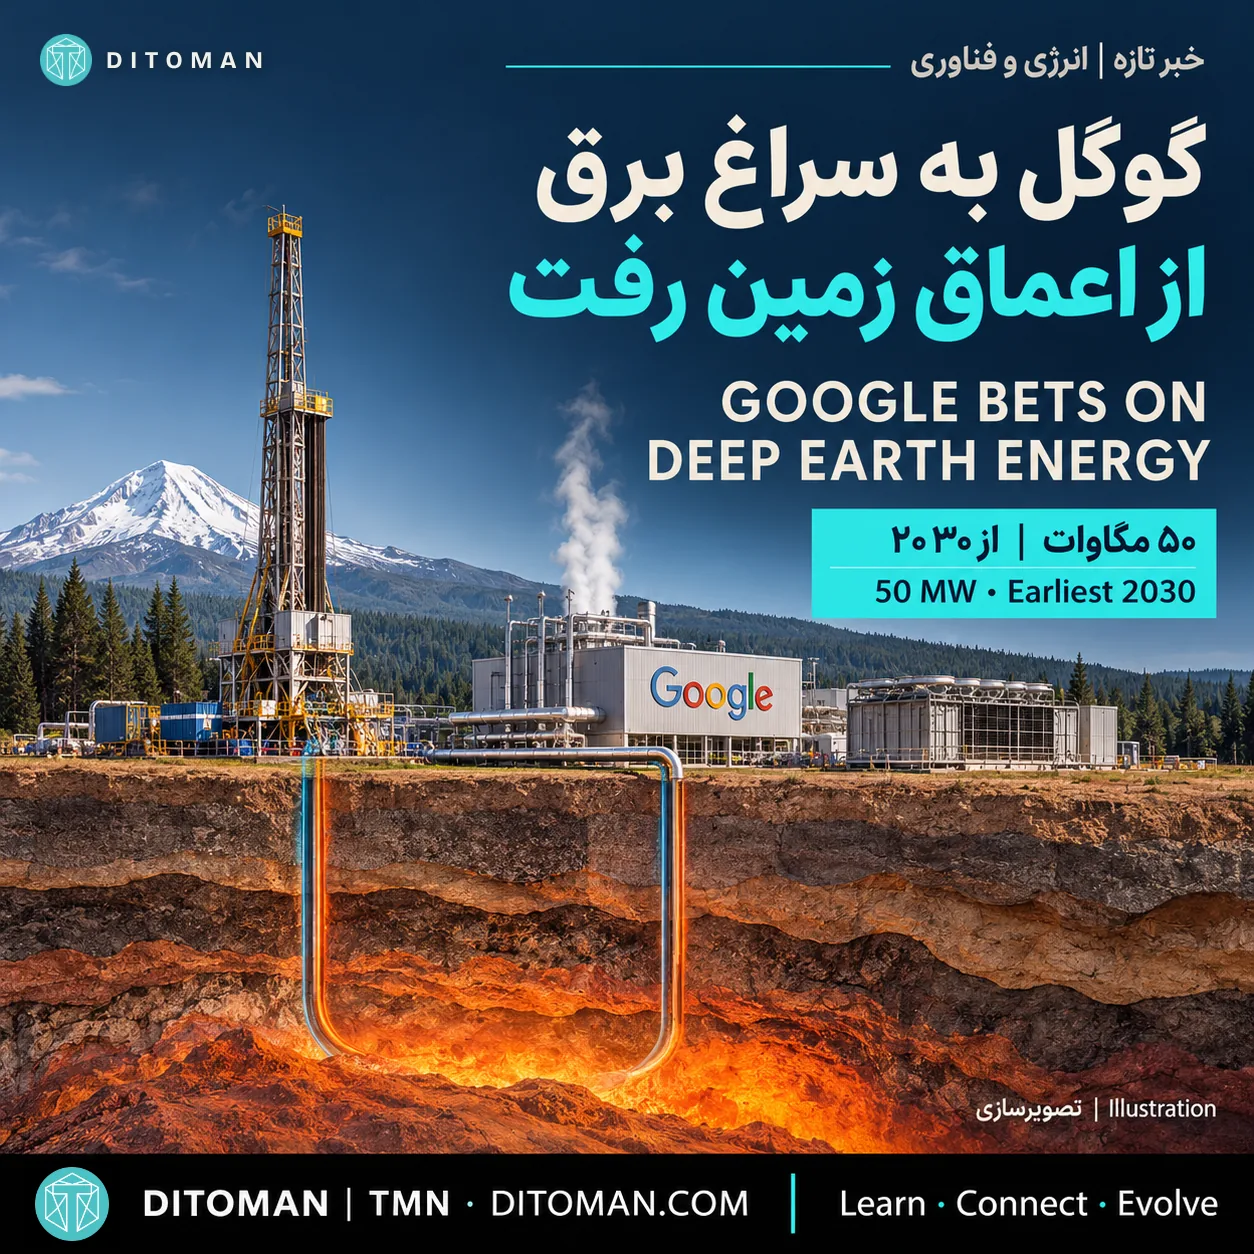 DITOMAN
خبر تازه | انرژی و فناوری
گوگل به سراغ برق
از اعماق زمین رفت
GOOGLE BETS ON
DEEP EARTH ENERGY
۵۰ مگاوات | از ۲۰۳۰
50 MW • Earliest 2030
Google
تصویرسازی | Illustration
DITOMAN | TMN · DITOMAN.COM
Learn · Connect · Evolve